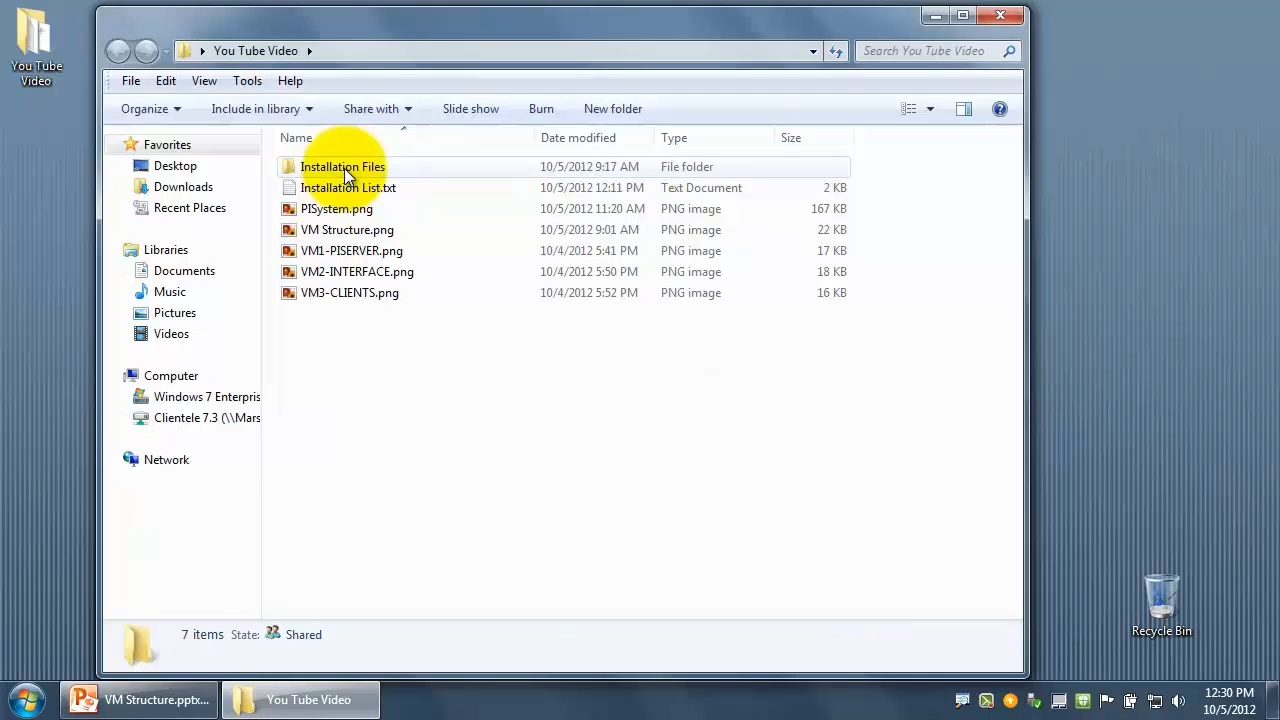 You Tube Video
You Tube Video
Search You Tube Video
File Edit View Tools Help
Organize Include in library Share with Slide show Burn New folder
Name Date modified Type Size
Favorites
Desktop
Downloads
Recent Places
Libraries
Documents
Music
Pictures
Videos
Computer
Windows 7 Enterpris
Clientele 7.3 (\\Mars
Network
Installation Files 10/5/2012 9:17 AM File folder
Installation List.txt 10/5/2012 12:11 PM Text Document 2 KB
PISystem.png 10/5/2012 11:20 AM PNG image 167 KB
VM Structure.png 10/5/2012 9:01 AM PNG image 22 KB
VM1-PISERVER.png 10/4/2012 5:41 PM PNG image 17 KB
VM2-INTERFACE.png 10/4/2012 5:50 PM PNG image 18 KB
VM3-CLIENTS.png 10/4/2012 5:52 PM PNG image 16 KB
7 items State: Shared
Recycle Bin
VM Structure.pptx...
You Tube Video
12:30 PM
10/5/2012